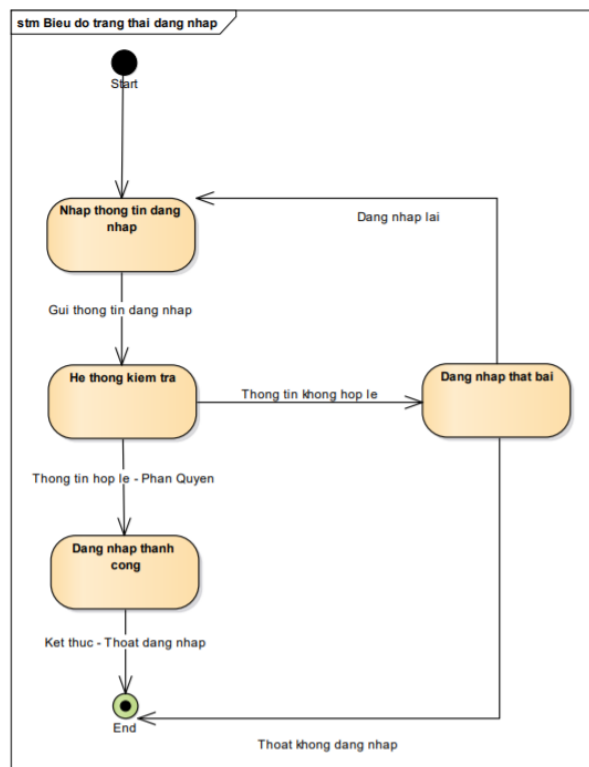 stm Bieu do trang thai dang nhap
Start
Nhap thong tin dang
nhap
Dang nhap lai
Gui thong tin dang nhap
He thong kiem tra
Thong tin khong hop le
Dang nhap that bai
Thong tin hop le - Phan Quyen
Dang nhap thanh
cong
Ket thuc - Thoat dang nhap
End
Thoat khong dang nhap